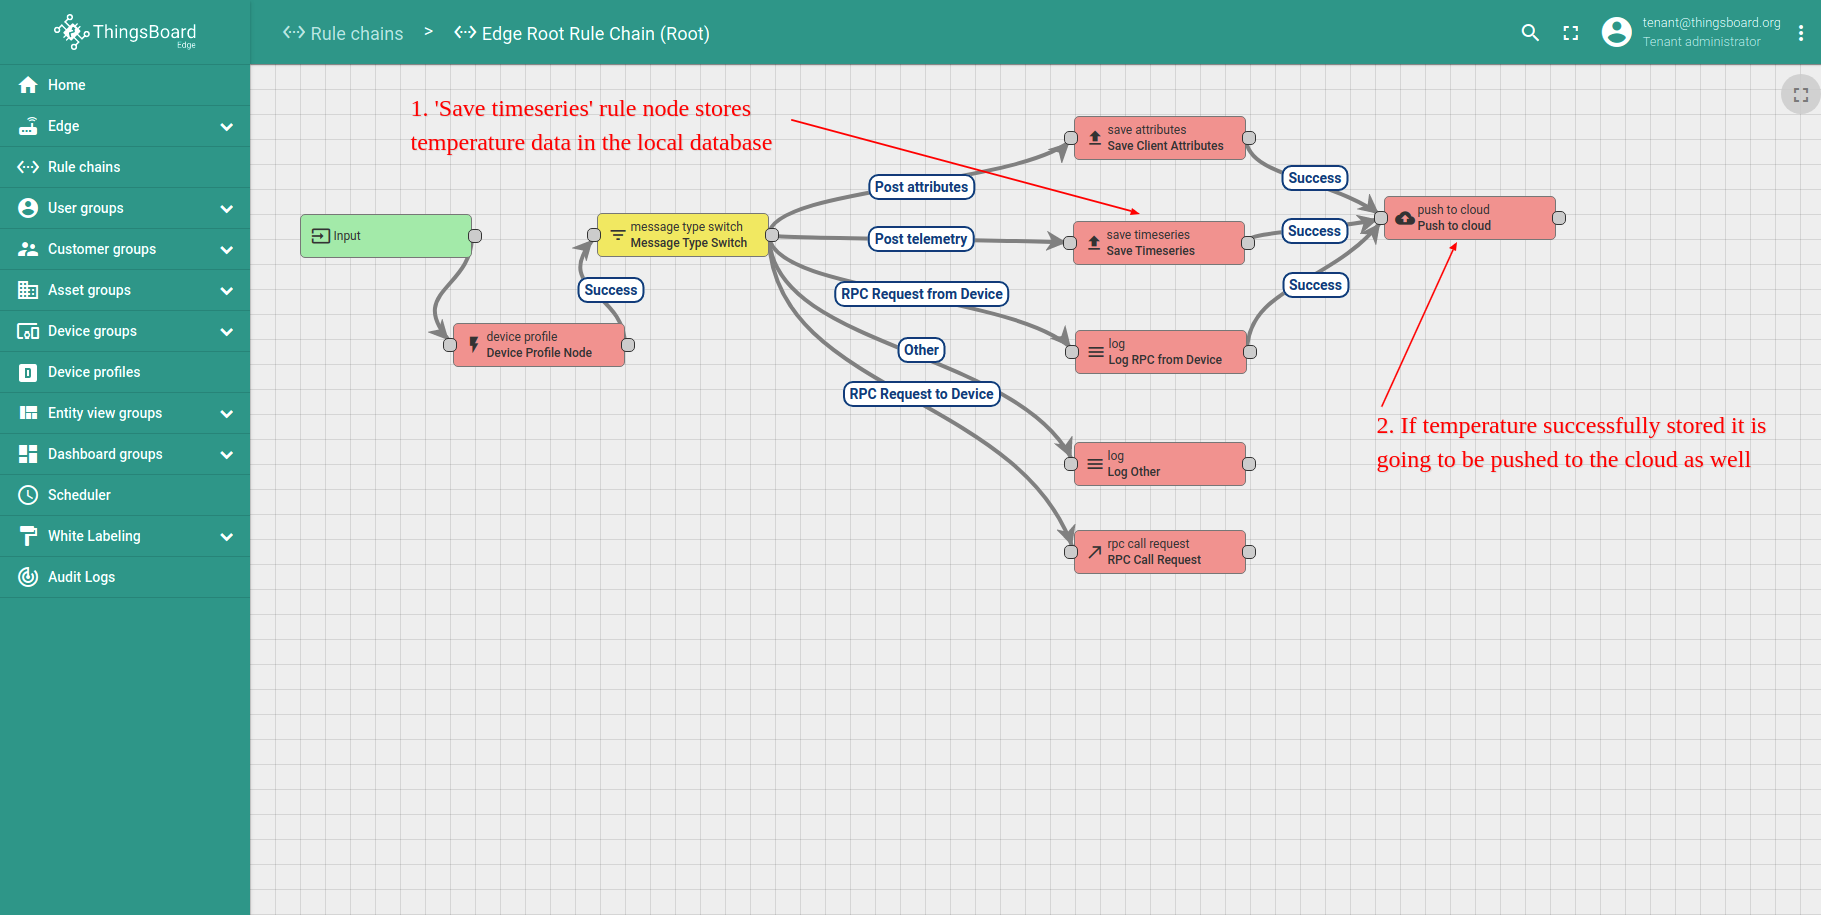 ThingsBoard
Edge
Rule chains > Edge Root Rule Chain (Root)
tenant@thingsboard.org
Tenant administrator
Home
Edge
Rule chains
User groups
Customer groups
Asset groups
Device groups
Device profiles
Entity view groups
Dashboard groups
Scheduler
White Labeling
Audit Logs
1. 'Save timeseries' rule node stores
temperature data in the local database
Input
device profile
Device Profile Node
Success
message type switch
Message Type Switch
Post attributes
Post telemetry
RPC Request from Device
Other
RPC Request to Device
save attributes
Save Client Attributes
save timeseries
Save Timeseries
log
Log RPC from Device
log
Log Other
rpc call request
RPC Call Request
Success
Success
Success
push to cloud
Push to cloud
2. If temperature successfully stored it is
going to be pushed to the cloud as well